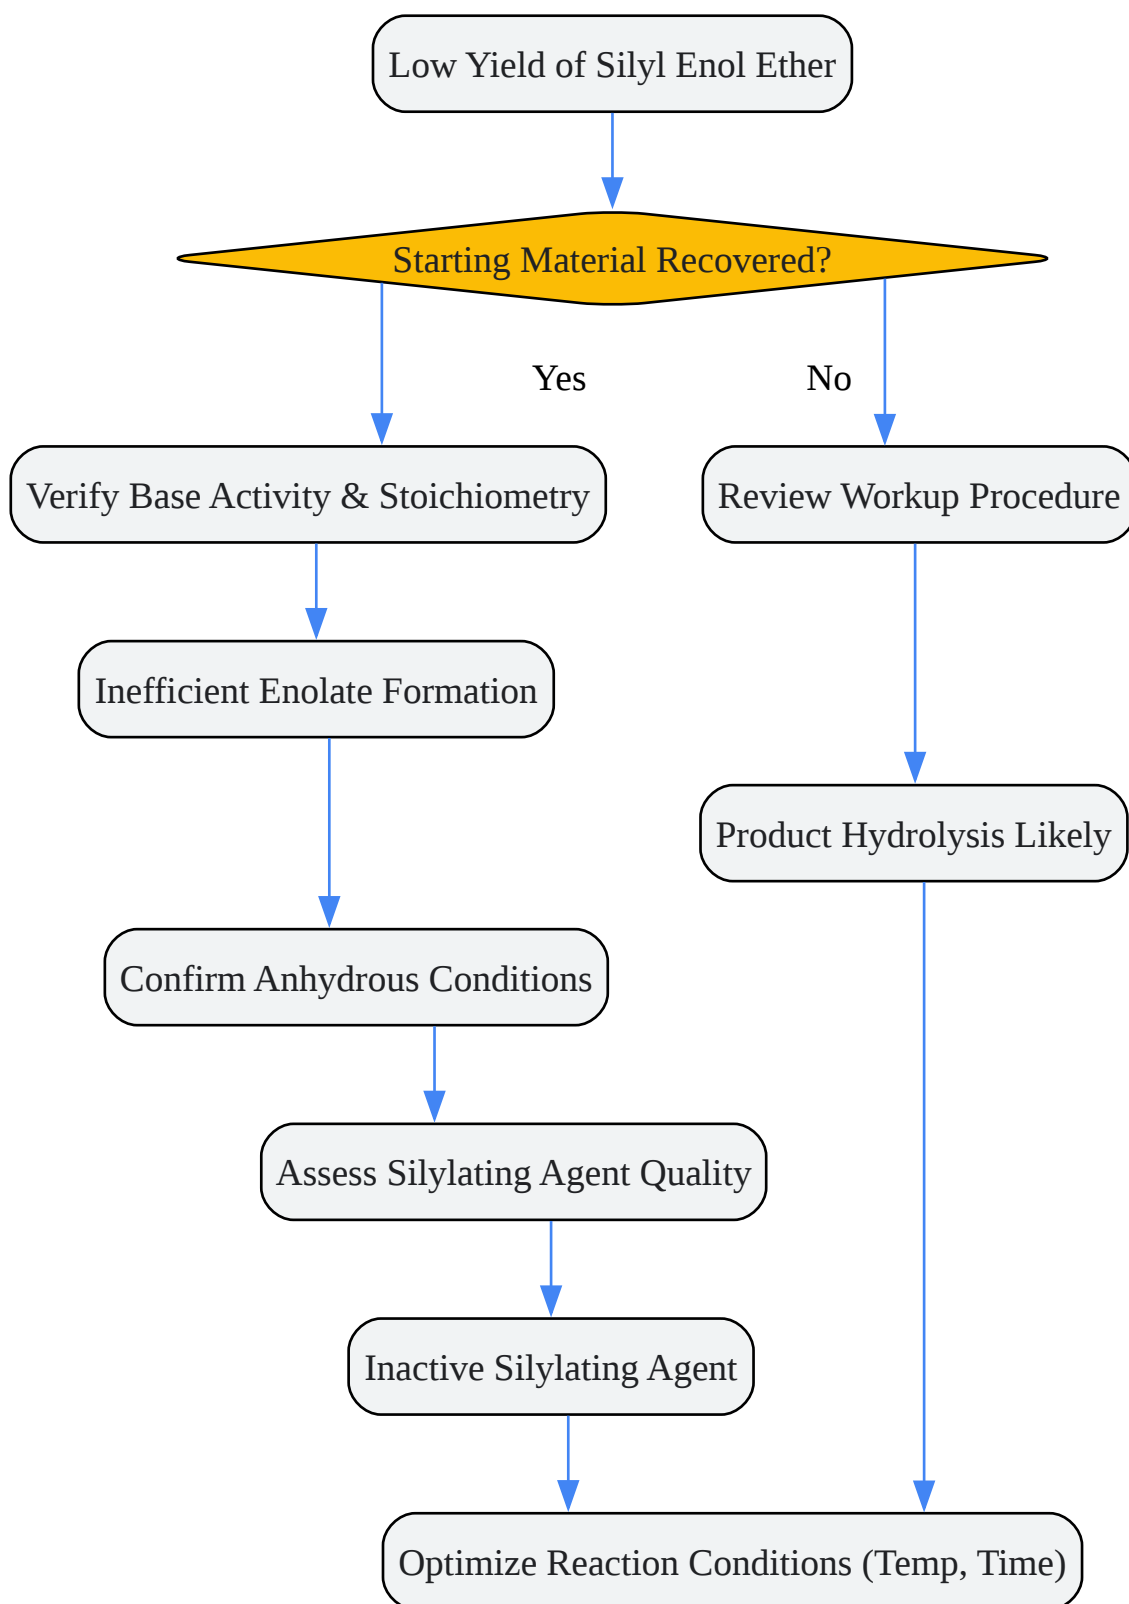 Low Yield of Silyl Enol Ether
Starting Material Recovered?
Yes
No
Verify Base Activity & Stoichiometry
Review Workup Procedure
Inefficient Enolate Formation
Product Hydrolysis Likely
Confirm Anhydrous Conditions
Assess Silylating Agent Quality
Inactive Silylating Agent
Optimize Reaction Conditions (Temp, Time)